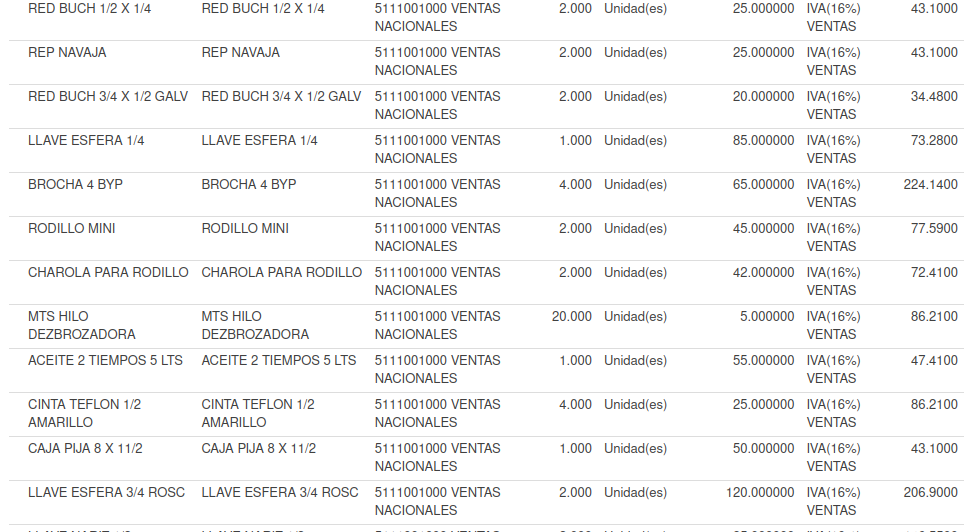 RED BUCH 1/2 X 1/4 RED BUCH 1/2 X 1/4 5111001000 VENTAS 2.000 Unidad(es) 25.000000 IVA(16%) 43.1000
NACIONALES VENTAS
REP NAVAJA REP NAVAJA 5111001000 VENTAS 2.000 Unidad(es) 25.000000 IVA(16%) 43.1000
NACIONALES VENTAS
RED BUCH 3/4 X 1/2 GALV RED BUCH 3/4 X 1/2 GALV 5111001000 VENTAS 2.000 Unidad(es) 20.000000 IVA(16%) 34.4800
NACIONALES VENTAS
LLAVE ESFERA 1/4 LLAVE ESFERA 1/4 5111001000 VENTAS 1.000 Unidad(es) 85.000000 IVA(16%) 73.2800
NACIONALES VENTAS
BROCHA 4 BYP BROCHA 4 BYP 5111001000 VENTAS 4.000 Unidad(es) 65.000000 IVA(16%) 224.1400
NACIONALES VENTAS
RODILLO MINI RODILLO MINI 5111001000 VENTAS 2.000 Unidad(es) 45.000000 IVA(16%) 77.5900
NACIONALES VENTAS
CHAROLA PARA RODILLO CHAROLA PARA RODILLO 5111001000 VENTAS 2.000 Unidad(es) 42.000000 IVA(16%) 72.4100
NACIONALES VENTAS
MTS HILO MTS HILO 5111001000 VENTAS 20.000 Unidad(es) 5.000000 IVA(16%) 86.2100
DEZBROZADORA DEZBROZADORA NACIONALES VENTAS
ACEITE 2 TIEMPOS 5 LTS ACEITE 2 TIEMPOS 5 LTS 5111001000 VENTAS 1.000 Unidad(es) 55.000000 IVA(16%) 47.4100
NACIONALES VENTAS
CINTA TEFLON 1/2 CINTA TEFLON 1/2 5111001000 VENTAS 4.000 Unidad(es) 25.000000 IVA(16%) 86.2100
AMARILLO AMARILLO NACIONALES VENTAS
CAJA PIJA 8 X 11/2 CAJA PIJA 8 X 11/2 5111001000 VENTAS 1.000 Unidad(es) 50.000000 IVA(16%) 43.1000
NACIONALES VENTAS
LLAVE ESFERA 3/4 ROSC LLAVE ESFERA 3/4 ROSC 5111001000 VENTAS 2.000 Unidad(es) 120.000000 IVA(16%) 206.9000
NACIONALES VENTAS